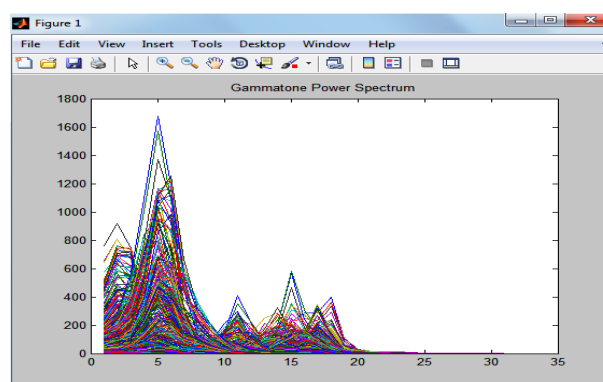 Figure 1
File Edit View Insert Tools Desktop Window Help
Gammatone Power Spectrum
1800
1600
1400
1200
1000
800
600
400
200
0
0 5 10 15 20 25 30 35